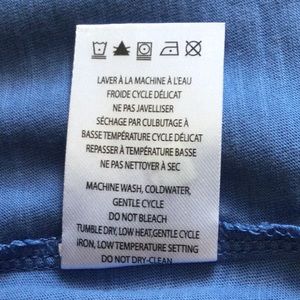 LAVER À LA MACHINE À L'EAU
FROIDE CYCLE DÉLICAT
NE PAS JAVELLISER
SÉCHAGE PAR CULBUTAGE À
BASSE TEMPÉRATURE CYCLE DÉLICAT
REPASSER À TEMPÉRATURE BASSE
NE PAS NETTOYER À SEC
MACHINE WASH, COLDWATER,
GENTLE CYCLE
DO NOT BLEACH
TUMBLE DRY, LOW HEAT,GENTLE CYCLE
IRON, LOW TEMPERATURE SETTING
DO NOT DRY-CLEAN